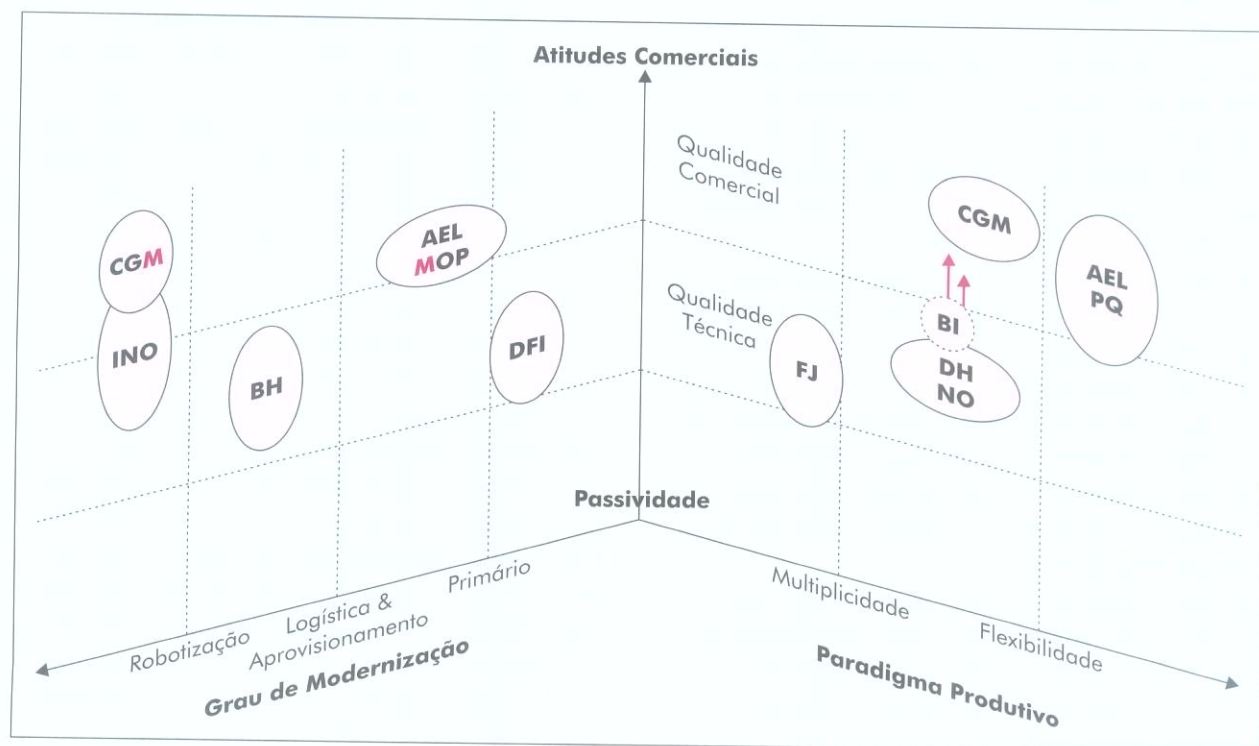 Atitudes Comerciais
Qualidade
Comercial
Qualidade
Técnica
Passividade
CGM
INO
BH
AEL
MOP
DFI
FJ
BI
DH
NO
CGM
AEL
PQ
Primário
Logística &
Aprovisionamento
Robotização
Grau de Modernização
Multiplicidade
Flexibilidade
Paradigma Produtivo